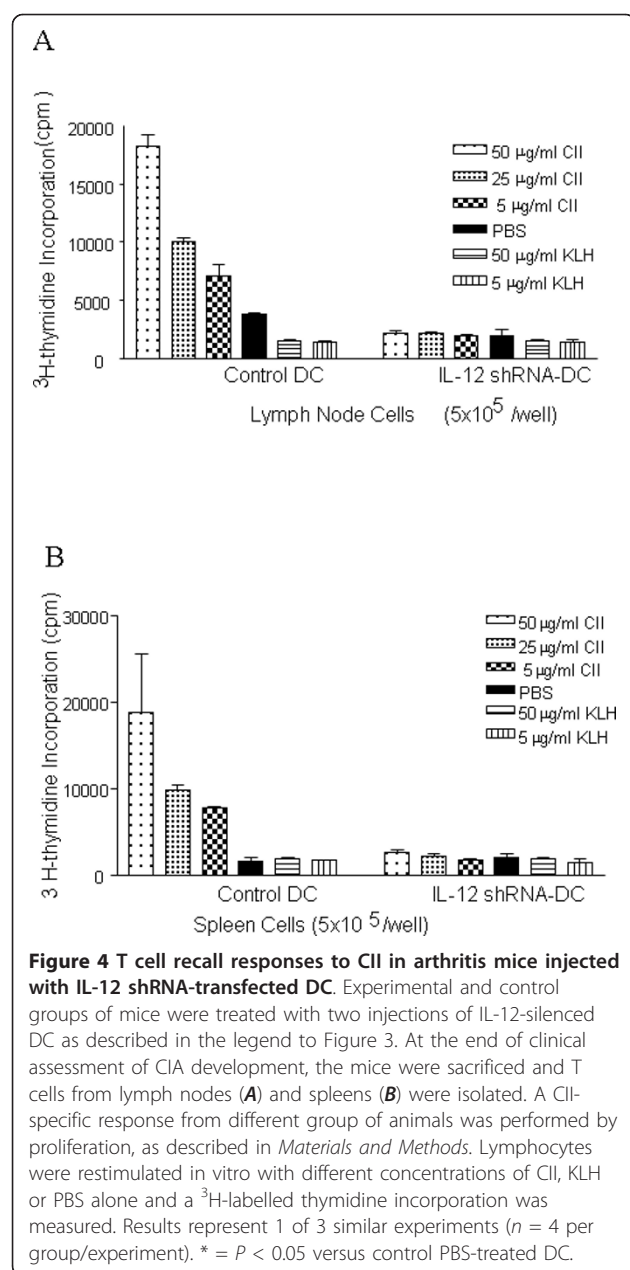 A
³H-thymidine Incorporation(cpm)
20000
15000
10000
5000
0
50 µg/ml CII
25 µg/ml CII
5 µg/ml CII
PBS
50 µg/ml KLH
5 µg/ml KLH
Control DC IL-12 shRNA-DC
Lymph Node Cells (5x10⁵ /well)
B
3 H-thymidine Incorporation (cpm)
30000
20000
10000
0
50 µg/ml CII
25 µg/ml CII
5 µg/ml CII
PBS
50 µg/ml KLH
5 µg/ml KLH
Control DC IL-12 shRNA-DC
Spleen Cells (5x10 ⁵/well)
Figure 4 T cell recall responses to CII in arthritis mice injected
with IL-12 shRNA-transfected DC. Experimental and control
groups of mice were treated with two injections of IL-12-silenced
DC as described in the legend to Figure 3. At the end of clinical
assessment of CIA development, the mice were sacrificed and T
cells from lymph nodes (A) and spleens (B) were isolated. A CII-
specific response from different group of animals was performed by
proliferation, as described in Materials and Methods. Lymphocytes
were restimulated in vitro with different concentrations of CII, KLH
or PBS alone and a ³H-labelled thymidine incorporation was
measured. Results represent 1 of 3 similar experiments (n = 4 per
group/experiment). * = P < 0.05 versus control PBS-treated DC.